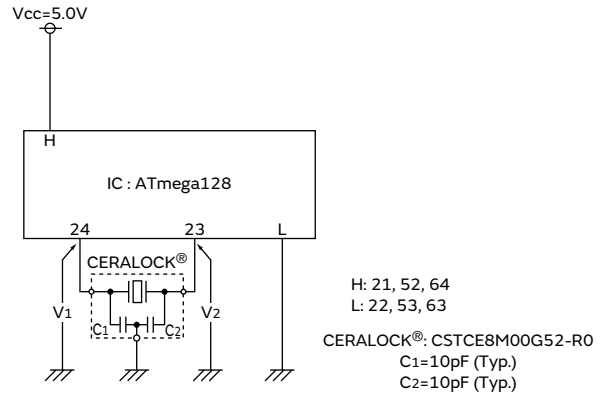 Vcc=5.0V
H
IC : ATmega128
24 23 L
CERALOCK®
V1 C1 C2 V2
H: 21, 52, 64
L: 22, 53, 63
CERALOCK®: CSTCE8M00G52-R0
C1=10pF (Typ.)
C2=10pF (Typ.)